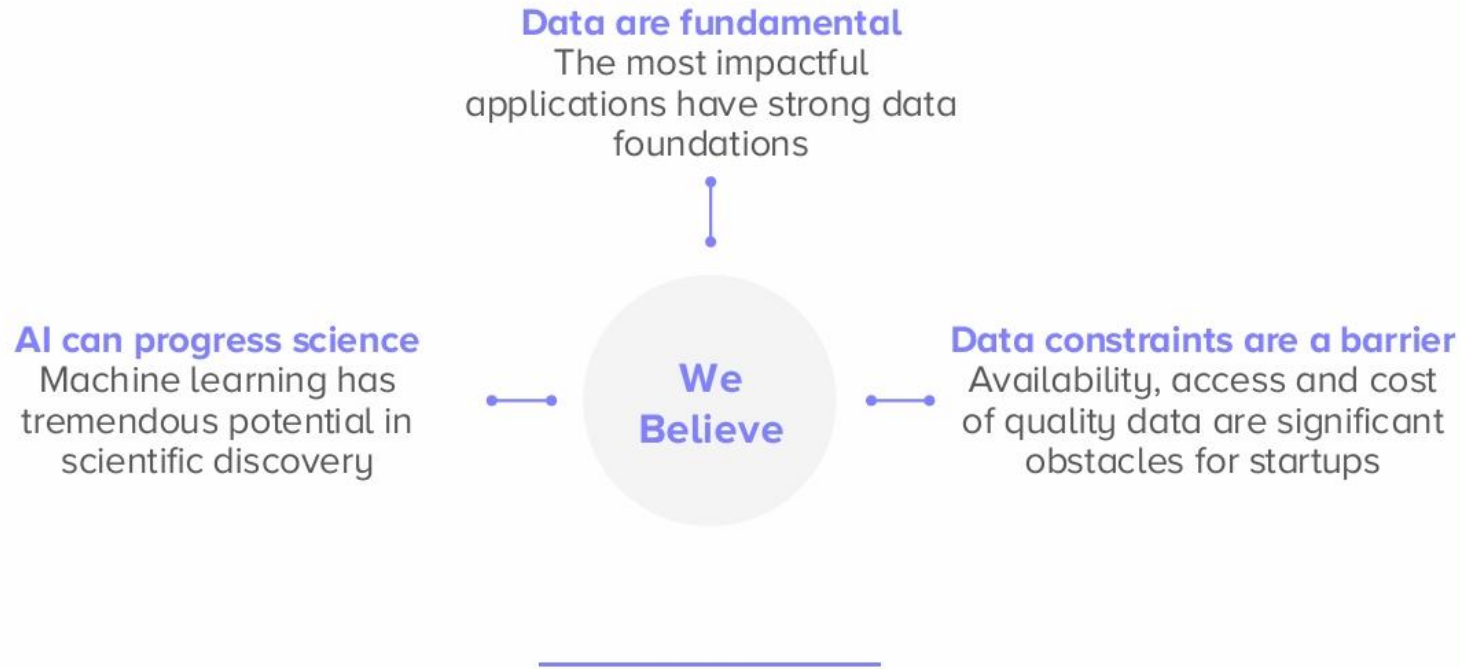 Data are fundamental
The most impactful
applications have strong data
foundations
AI can progress science
Machine learning has
tremendous potential in
scientific discovery
We
Believe
Data constraints are a barrier
Availability, access and cost
of quality data are significant
obstacles for startups